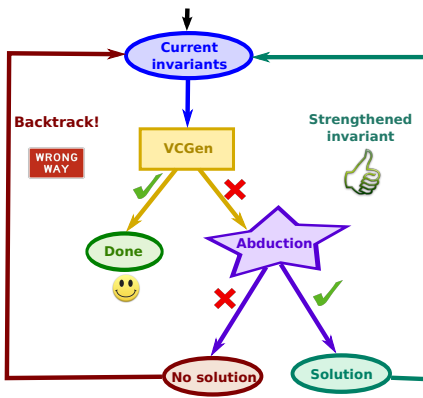 Current
invariants
Backtrack!
WRONG
WAY
Strengthened
invariant
VCGen
Done
Abduction
No solution
Solution